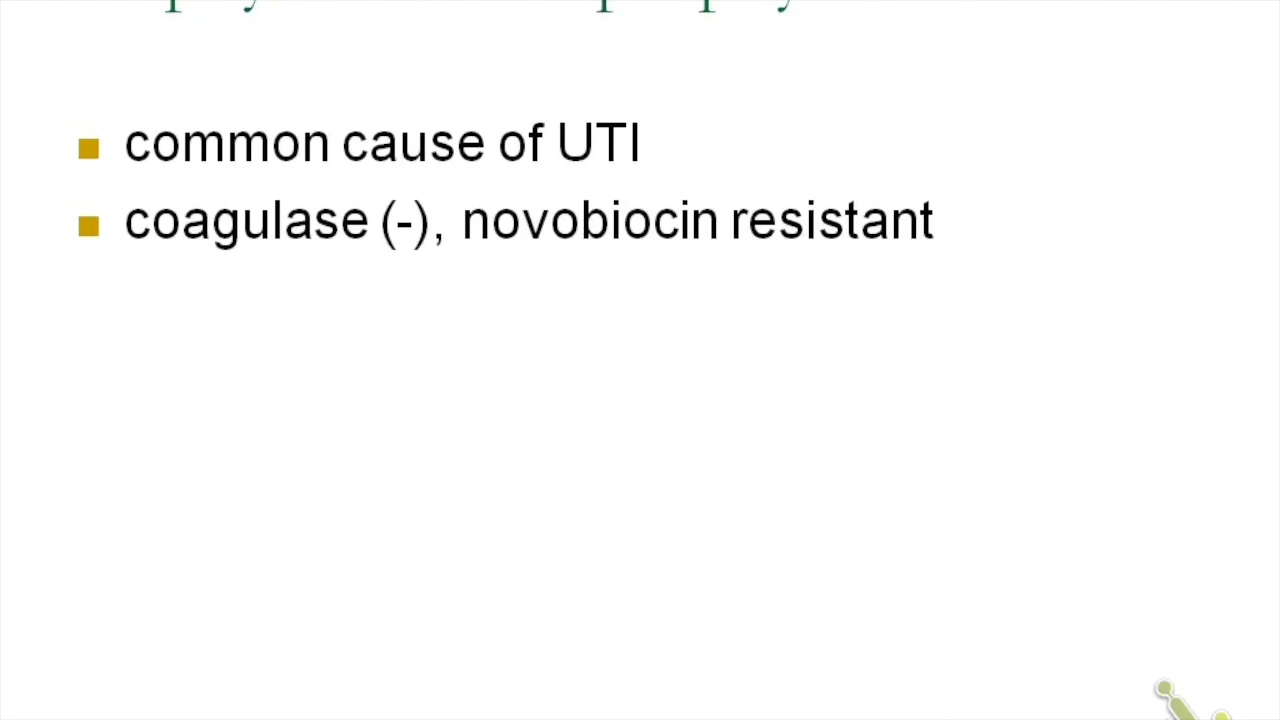 common cause of UTI
coagulase (-), novobiocin resistant